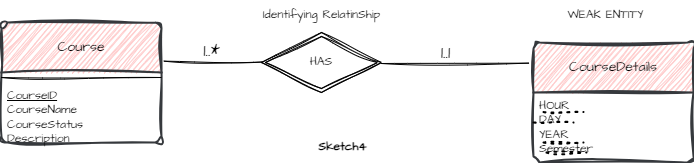 Identifying RelatinShip
WEAK ENTITY
Course
1..*
HAS
1..1
CourseDetails
CourseID
CourseName
CourseStatus
Description
HOUR
DAY
YEAR
Semester
Sketch4